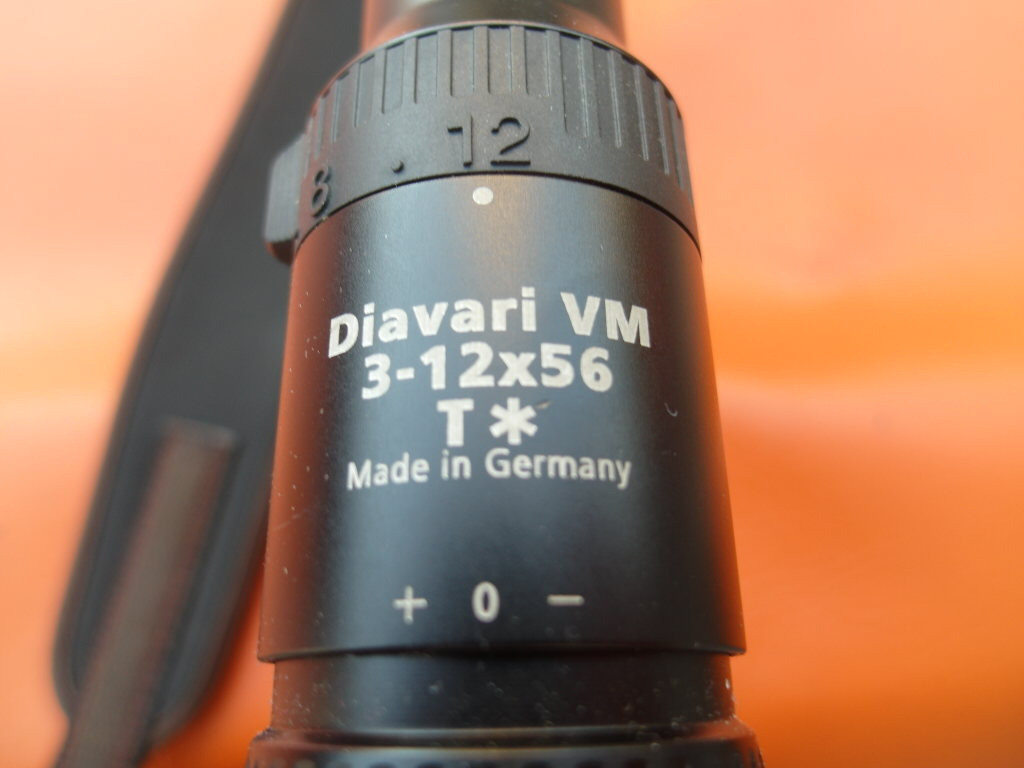 8 · 12
Diavari VM
3-12x56
T*
Made in Germany
+ 0 −